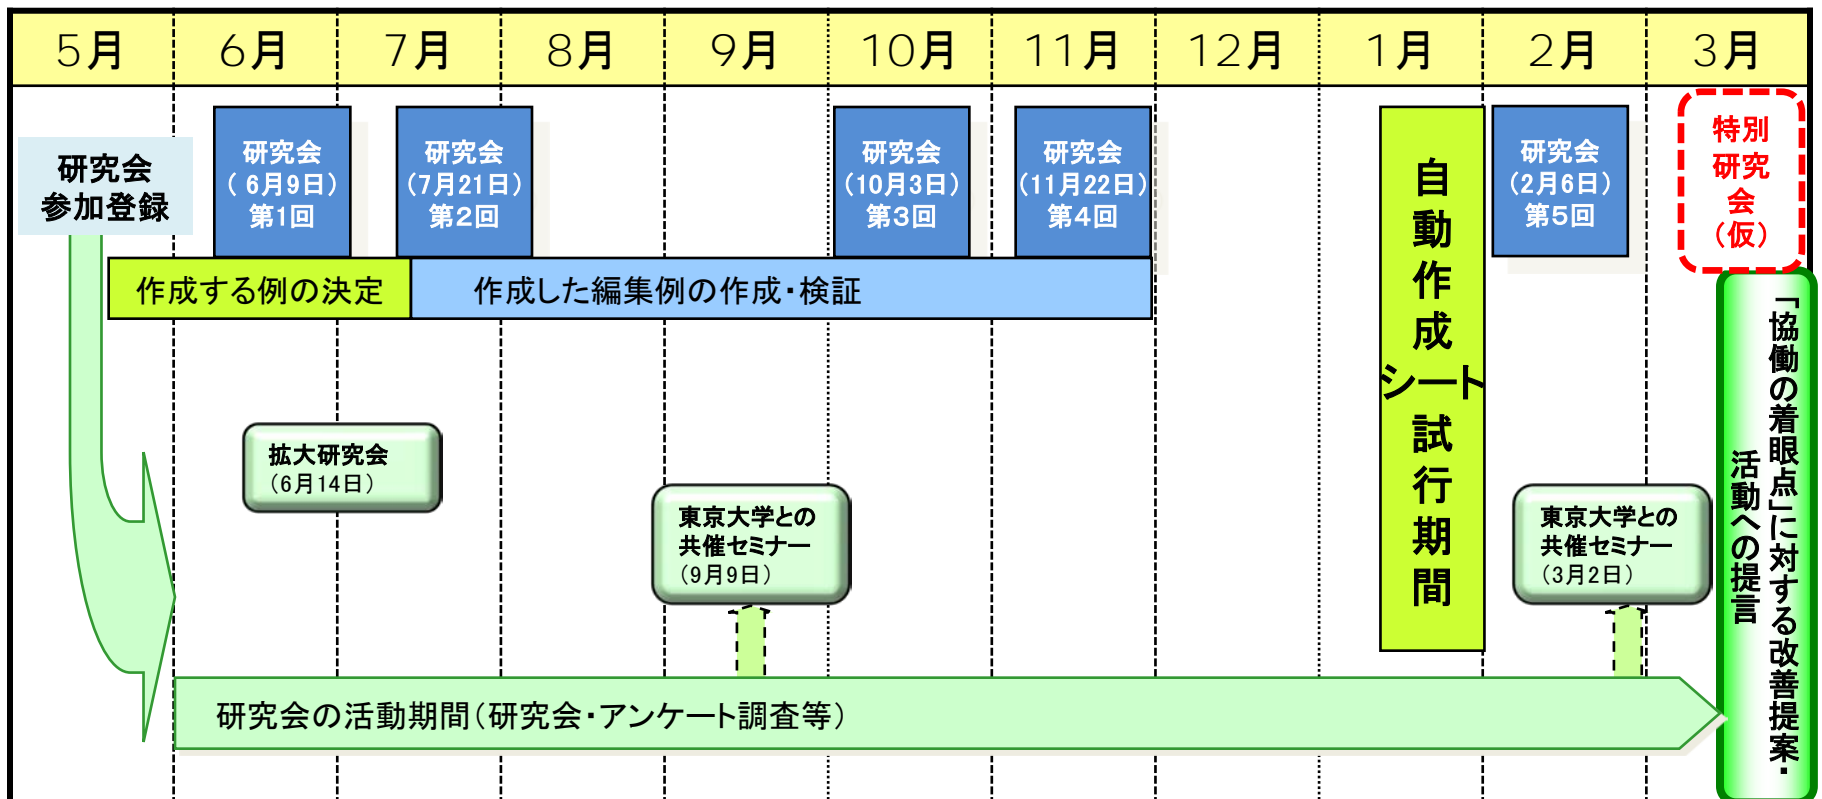 5月 6月 7月 8月 9月 10月 11月 12月 1月 2月 3月
研究会
参加登録
研究会
( 6月9日)
第1回
研究会
(7月21日)
第2回
研究会
(10月3日)
第3回
研究会
(11月22日)
第4回
自動作成シート試行期間
研究会
(2月6日)
第5回
特別
研究
会
(仮)
作成する例の決定
作成した編集例の作成・検証
拡大研究会
(6月14日)
東京大学との
共催セミナー
(9月9日)
東京大学との
共催セミナー
(3月2日)
「協働の着眼点」に対する改善提案・
活動への提言
研究会の活動期間(研究会・アンケート調査等)